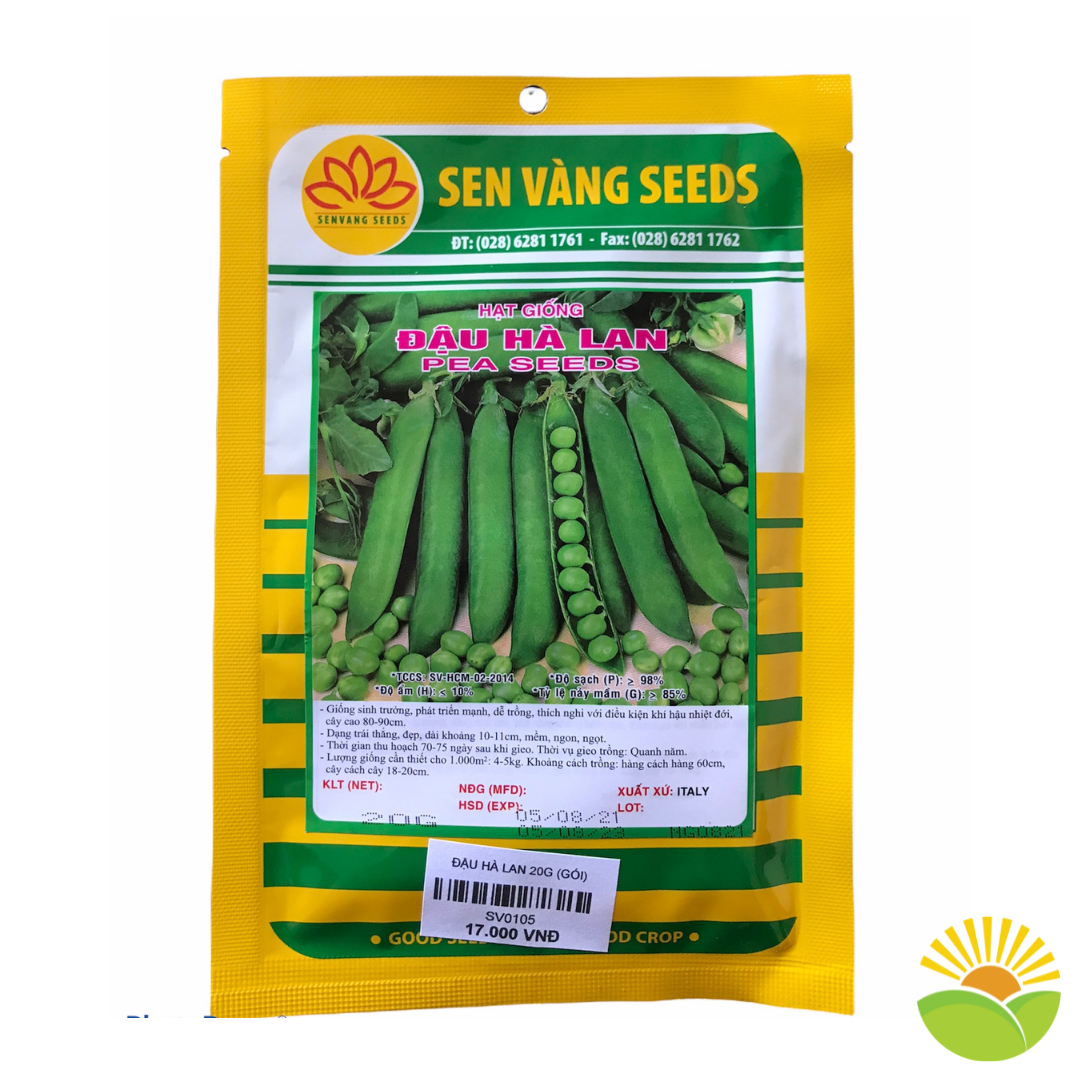 SENVANG SEEDS
SEN VÀNG SEEDS
ĐT: (028) 6281 1761 - Fax: (028) 6281 1762
HẠT GIỐNG
ĐẬU HÀ LAN
PEA SEEDS
*TCCS: SV-HCM-02-2014 *Độ sạch (P): ≥ 98%
*Độ ẩm (H): ≤ 10% *Tỷ lệ nảy mầm (G): ≥ 85%
- Giống sinh trưởng, phát triển mạnh, dễ trồng, thích nghi với điều kiện khí hậu nhiệt đới,
cây cao 80-90cm.
- Dạng trái thẳng, đẹp, dài khoảng 10-11cm, mềm, ngon, ngọt.
- Thời gian thu hoạch 70-75 ngày sau khi gieo. Thời vụ gieo trồng: Quanh năm.
- Lượng giống cần thiết cho 1.000m²: 4-5kg. Khoảng cách trồng: hàng cách hàng 60cm,
cây cách cây 18-20cm.
KLT (NET): NĐG (MFD): XUẤT XỨ: ITALY
HSD (EXP): LOT:
20G 05/08/21
05/08/23 NG0821
ĐẬU HÀ LAN 20G (GÓI)
SV0105
17.000 VNĐ
• GOOD CROP •